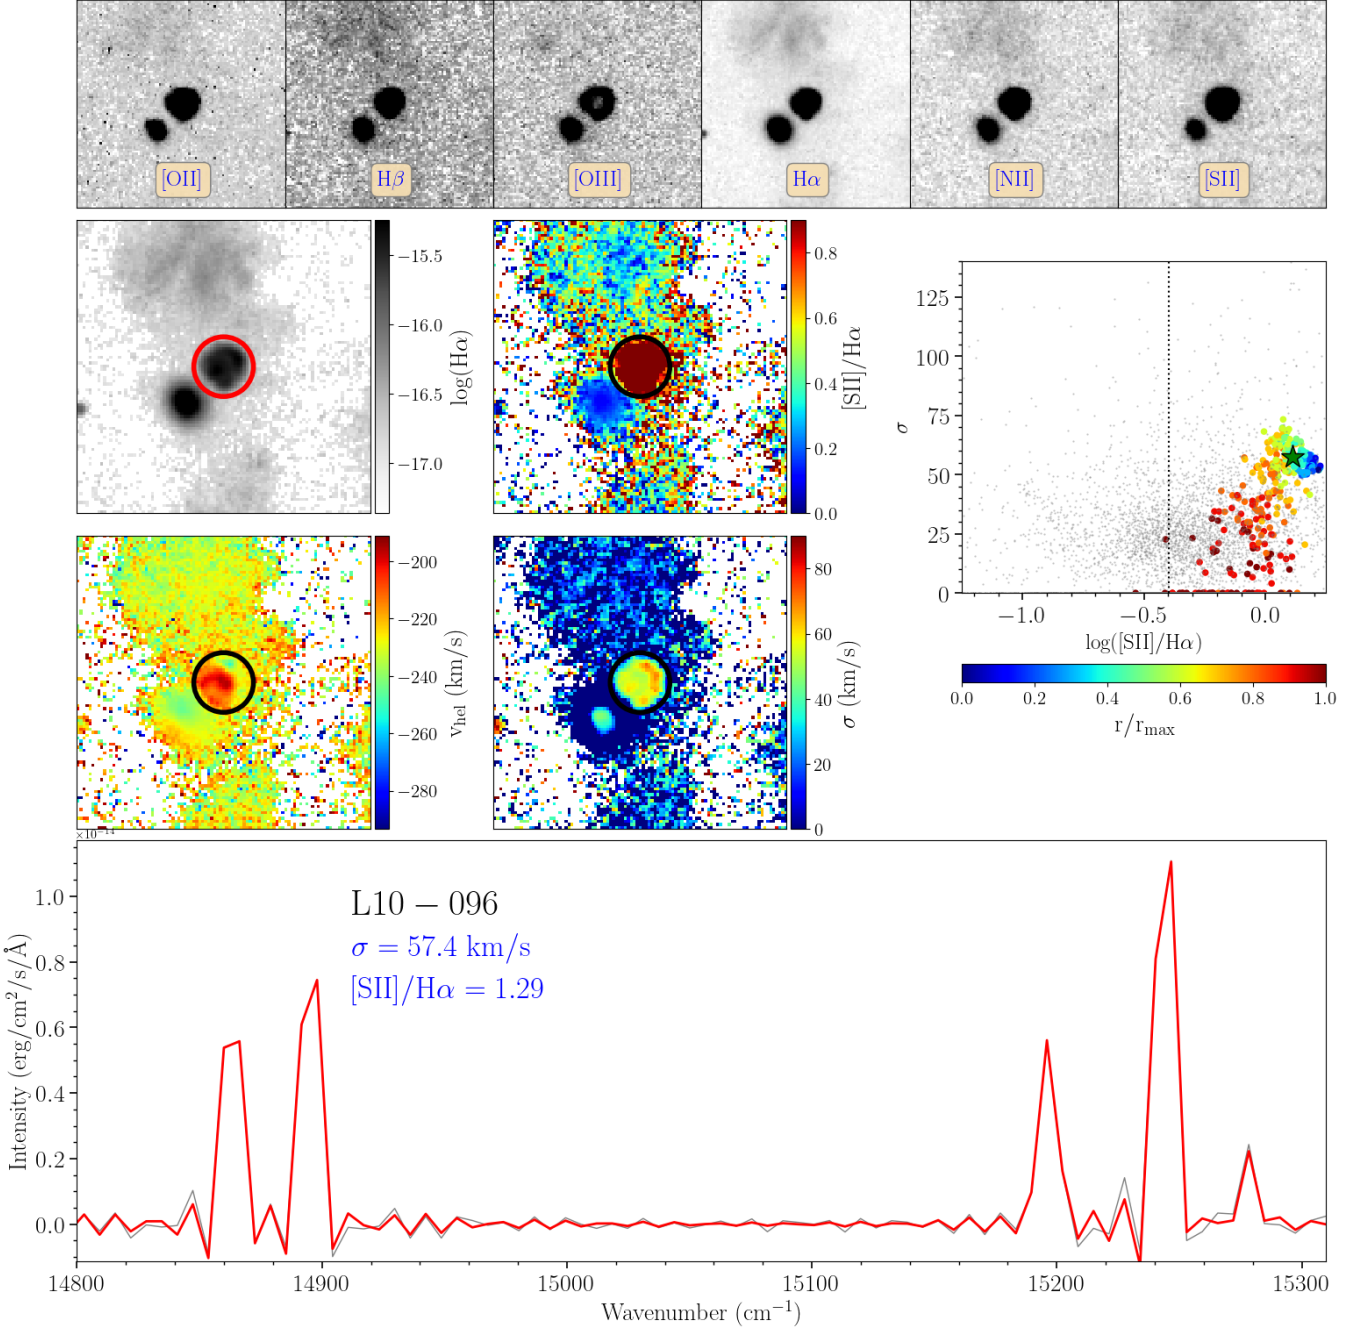 [OII] Hβ [OIII] Hα [NII] [SII]
−15.5
−16.0
−16.5
−17.0
log(Hα)
0.8
0.6
0.4
0.2
0.0
[SII]/Hα
125
100
75
50
25
0
σ
−1.0 −0.5 0.0
log([SII]/Hα)
0.0 0.2 0.4 0.6 0.8 1.0
r/r_max
−200
−220
−240
−260
−280
v_hel (km/s)
80
60
40
20
0
σ (km/s)
×10⁻¹⁴
L10 − 096
σ = 57.4 km/s
[SII]/Hα = 1.29
1.0
0.8
0.6
0.4
0.2
0.0
Intensity (erg/cm²/s/Å)
14800 14900 15000 15100 15200 15300
Wavenumber (cm⁻¹)